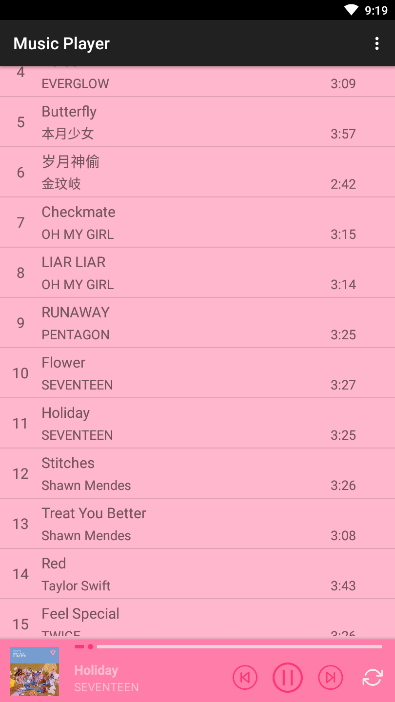 9:19
Music Player
4
EVERGLOW 3:09
Butterfly
5
本月少女 3:57
岁月神偷
6
金玟岐 2:42
Checkmate
7
OH MY GIRL 3:15
LIAR LIAR
8
OH MY GIRL 3:14
RUNAWAY
9
PENTAGON 3:25
Flower
10
SEVENTEEN 3:27
Holiday
11
SEVENTEEN 3:25
Stitches
12
Shawn Mendes 3:26
Treat You Better
13
Shawn Mendes 3:08
Red
14
Taylor Swift 3:43
Feel Special
15
TWICE 3:26
Holiday
SEVENTEEN